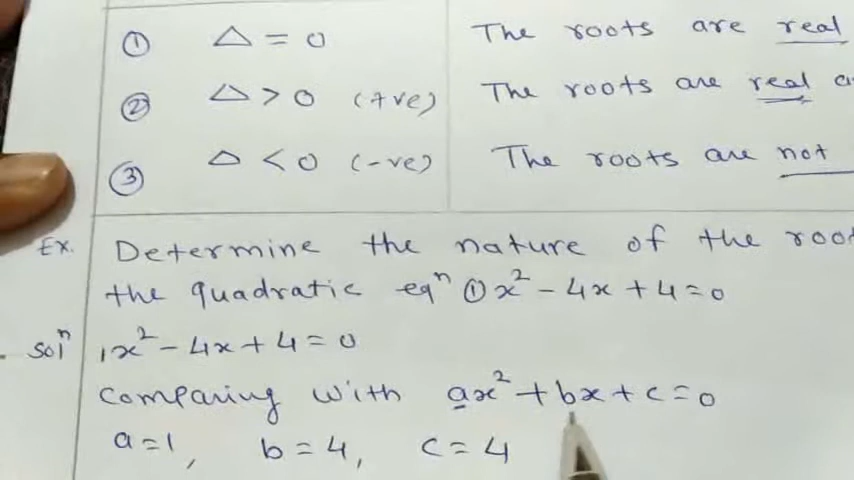 ① △ = 0 The roots are real
② △ > 0 (+ve) The roots are real
③ △ < 0 (-ve) The roots are not
Ex. Determine the nature of the
the quadratic eqⁿ ①x² - 4x + 4 = 0
solⁿ 1x² - 4x + 4 = 0
comparing with ax² + bx + c = 0
a = 1, b = 4, c = 4